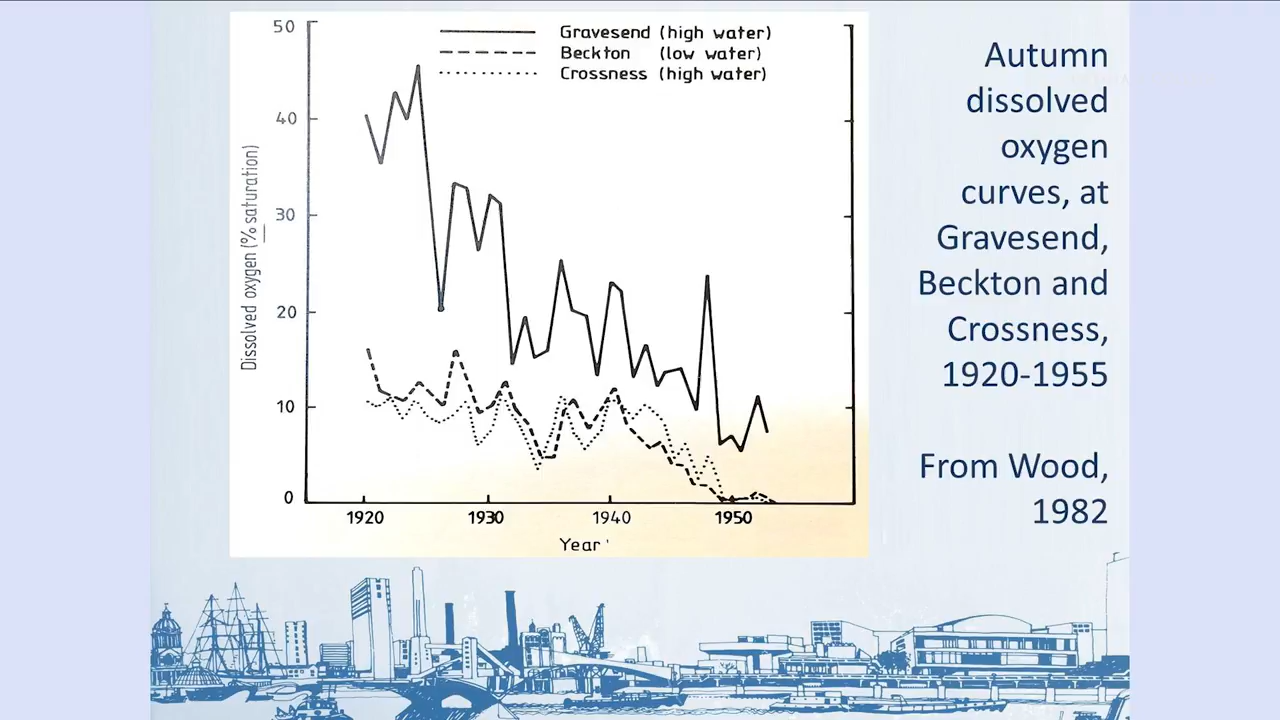 50
Gravesend (high water)
Beckton (low water)
Crossness (high water)
40
30
20
10
0
Dissolved oxygen (% saturation)
1920 1930 1940 1950
Year
Autumn
dissolved
oxygen
curves, at
Gravesend,
Beckton and
Crossness,
1920-1955
From Wood,
1982